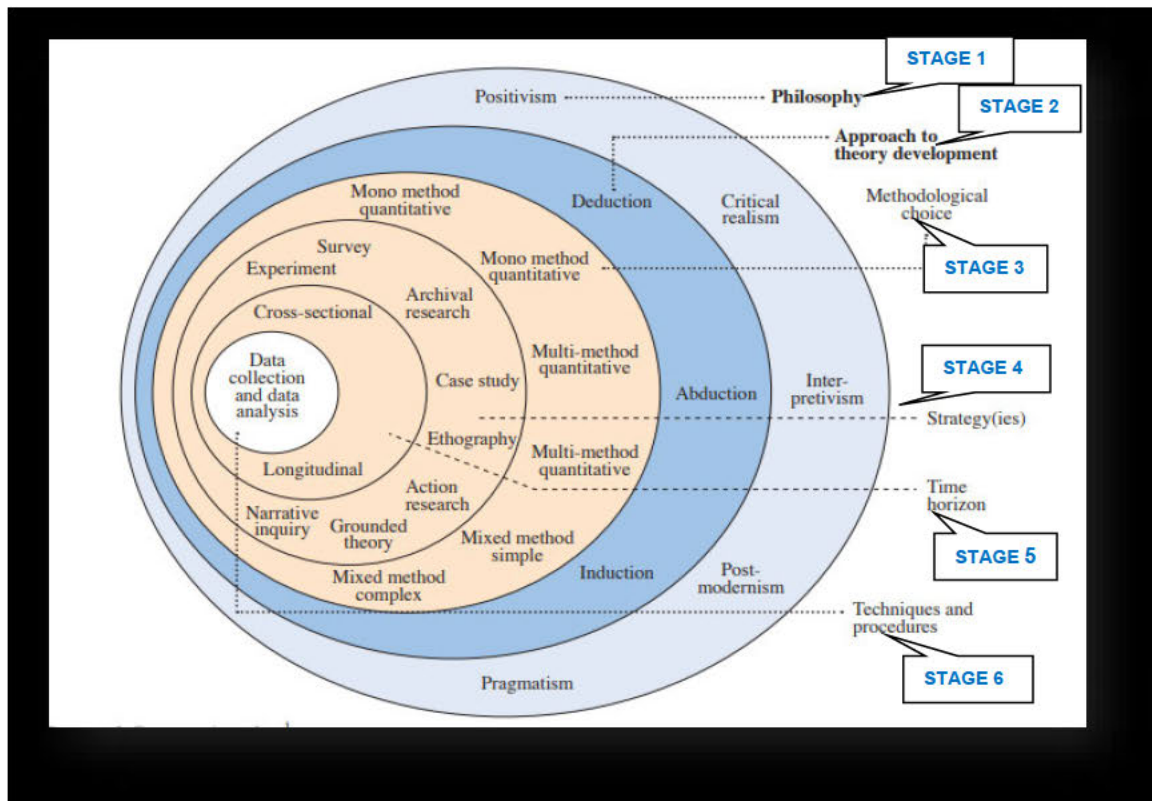 STAGE 1
Positivism
Philosophy
STAGE 2
Approach to
theory development
Mono method
quantitative
Deduction
Critical
realism
Methodological
choice
Survey
Experiment
Mono method
quantitative
STAGE 3
Cross-sectional
Archival
research
Data
collection
and data
analysis
Multi-method
quantitative
STAGE 4
Case study
Abduction
Inter-
pretivism
Strategy(ies)
Ethography
Multi-method
quantitative
Longitudinal
Action
research
Time
horizon
Narrative
inquiry
Grounded
theory
Mixed method
simple
STAGE 5
Mixed method
complex
Induction
Post-
modernism
Techniques and
procedures
Pragmatism
STAGE 6